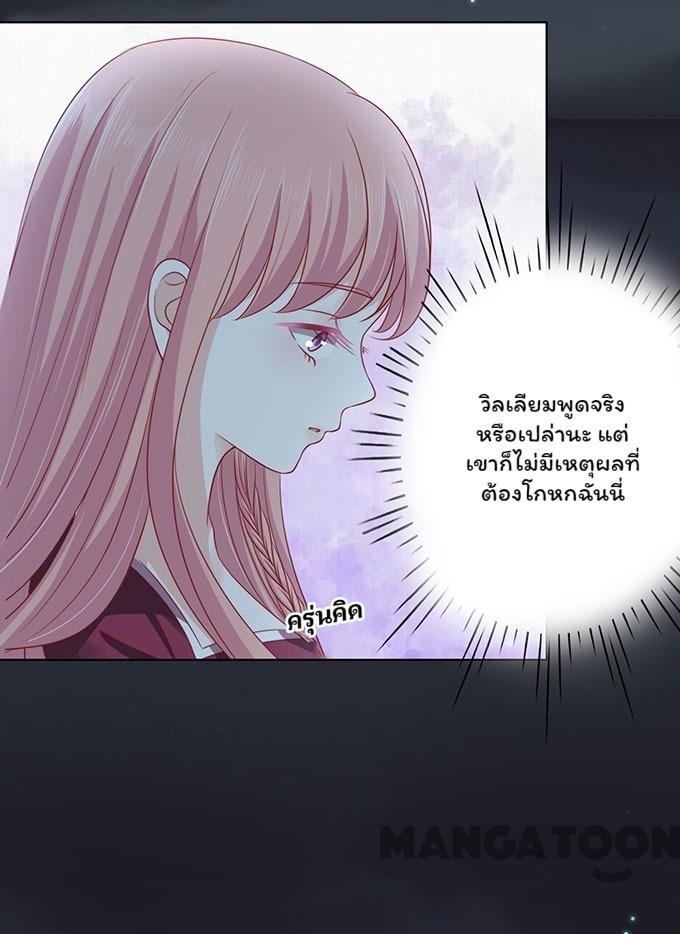 วิลเลียมพูดจริง
หรือเปล่านะ แต่
เขาก็ไม่มีเหตุผลที่
ต้องโกหกฉันนี่
ครุ่นคิด
MANGATOON